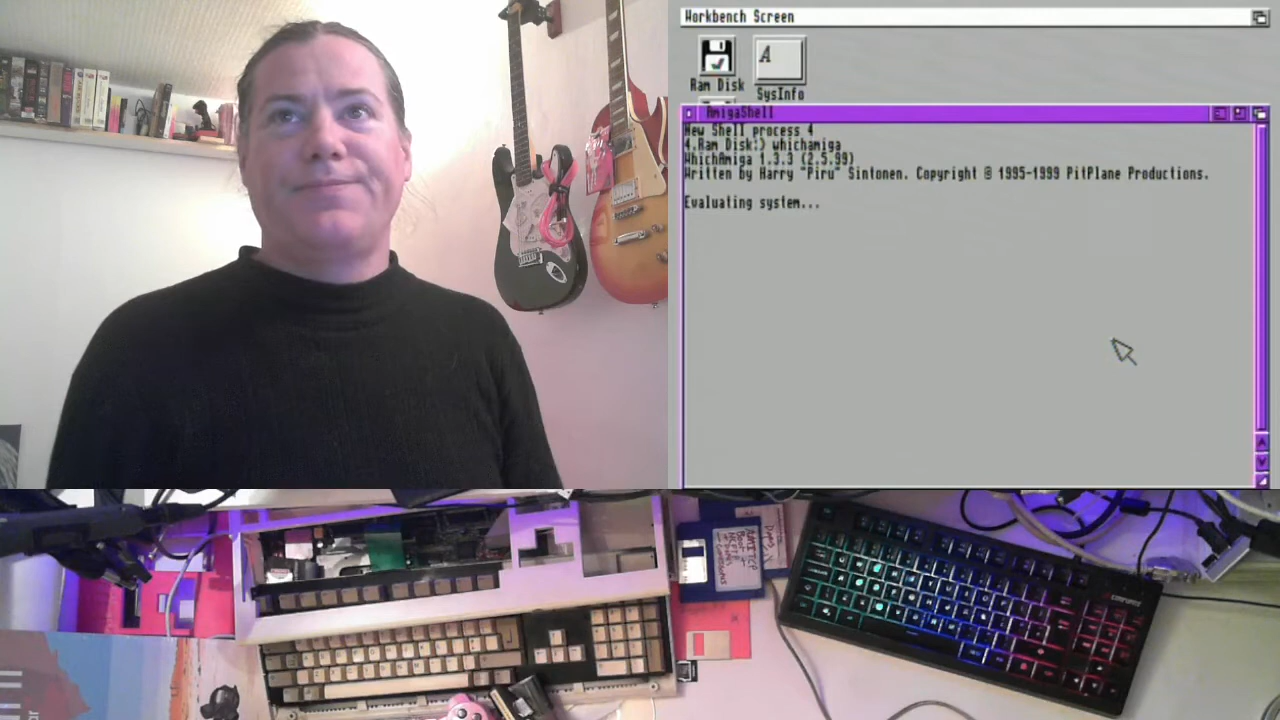 Workbench Screen
Ram Disk
SysInfo
AmigaShell
New Shell process 4
4.Ram Disk:> whichamiga
WhichAmiga 1.3.3 (2.5.99)
Written by Harry "Piru" Sintonen. Copyright © 1995-1999 PitPlane Productions.
Evaluating system...
AMITCP